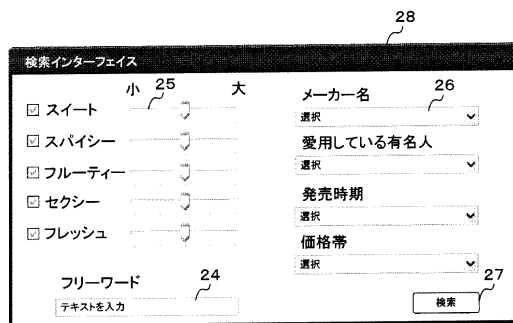 28
検索インターフェイス
小 25 大
スイート
スパイシー
フルーティー
セクシー
フレッシュ
フリーワード 24
テキストを入力
メーカー名 26
選択
愛用している有名人
選択
発売時期
選択
価格帯
選択
27
検索